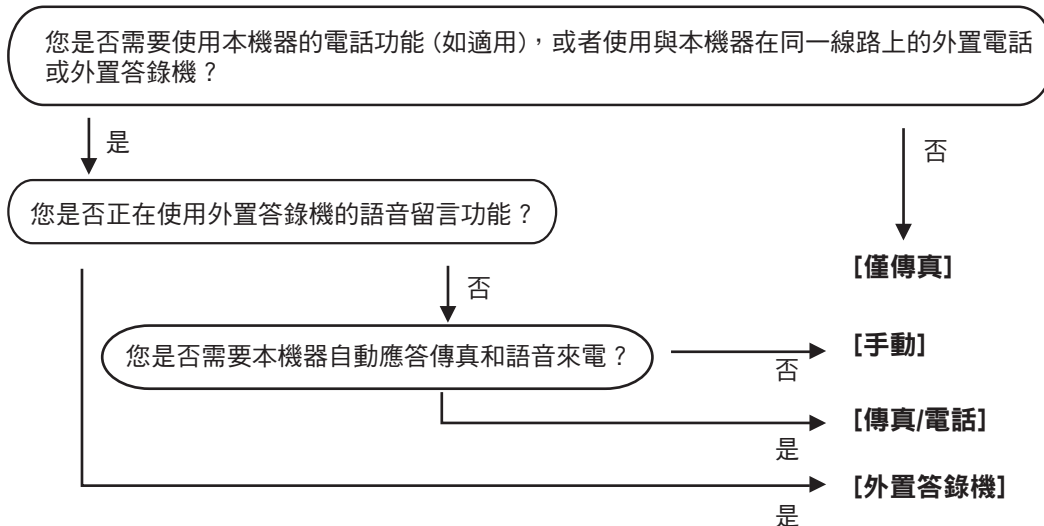 您是否需要使用本機器的電話功能 (如適用)，或者使用與本機器在同一線路上的外置電話
或外置答錄機？
是
否
您是否正在使用外置答錄機的語音留言功能？
[僅傳真]
否
您是否需要本機器自動應答傳真和語音來電？
[手動]
否
[傳真/電話]
是
[外置答錄機]
是